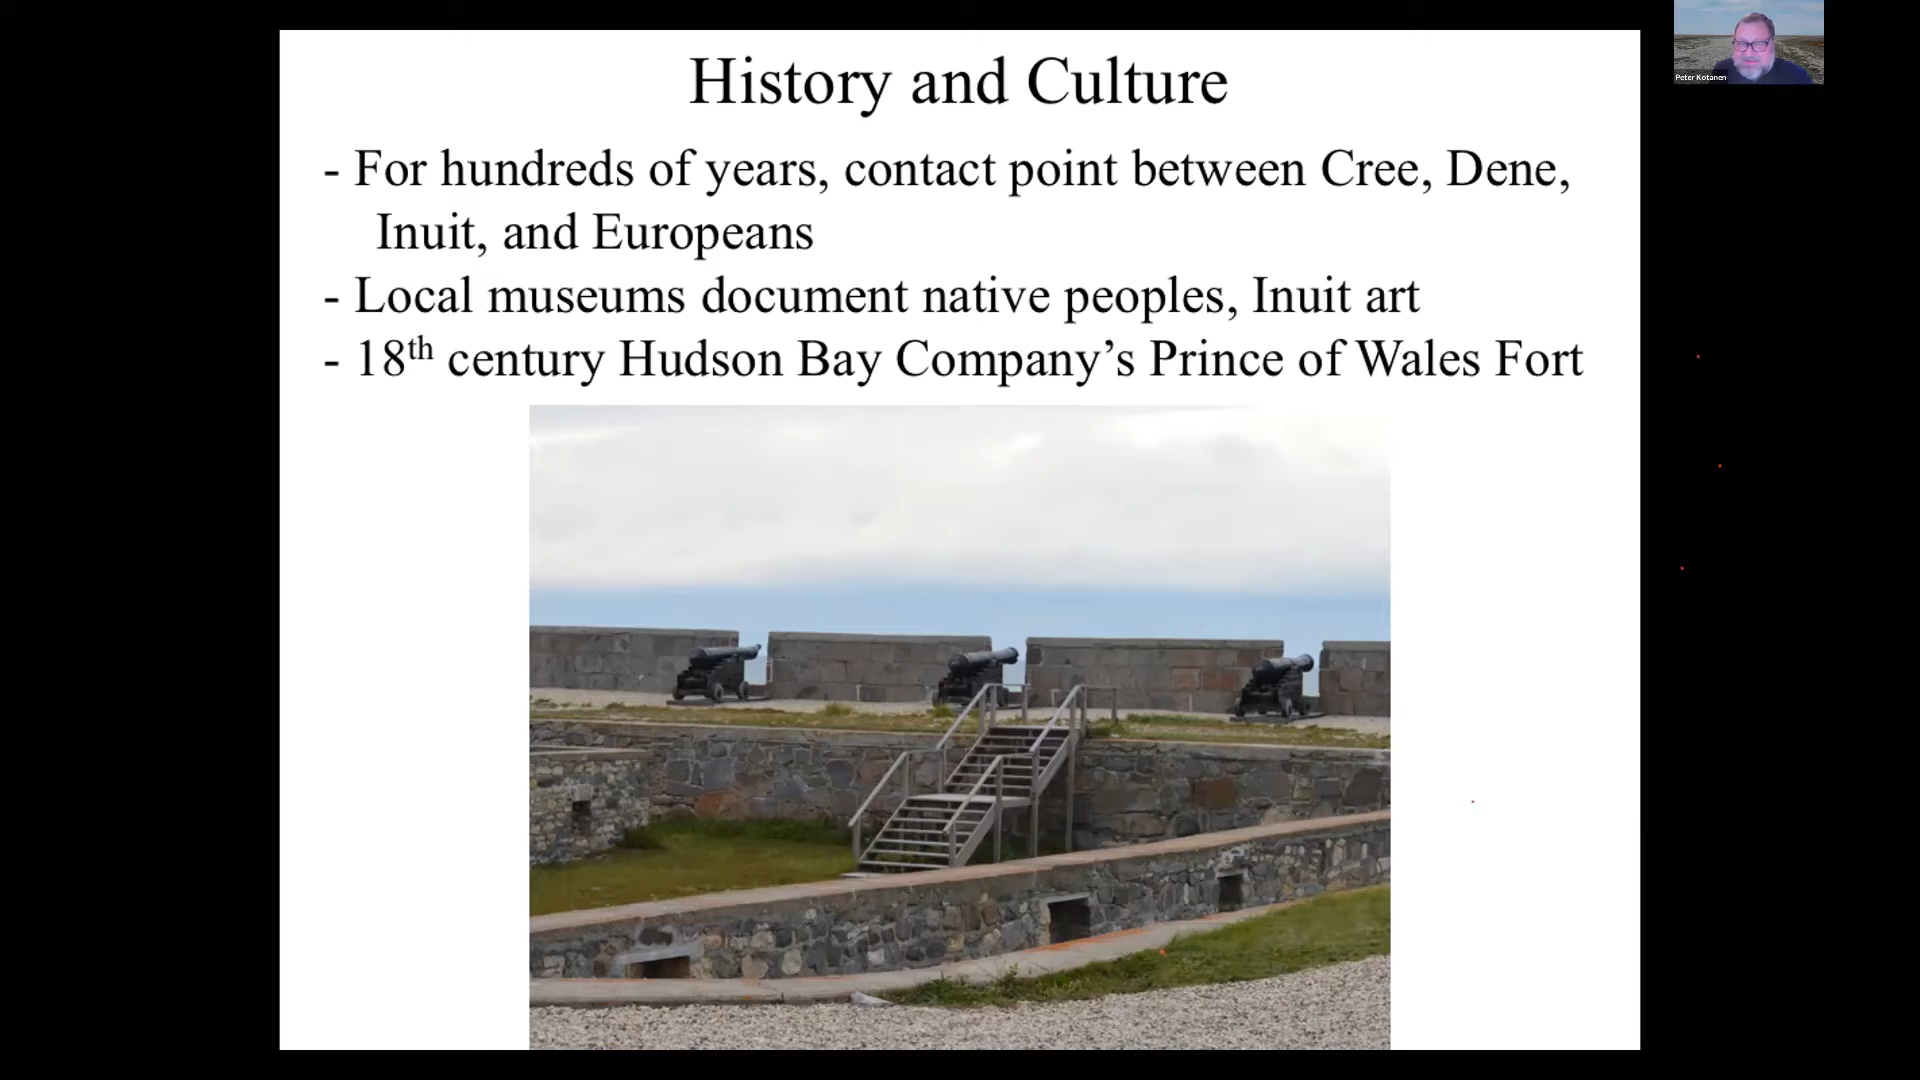 History and Culture
- For hundreds of years, contact point between Cree, Dene,
Inuit, and Europeans
- Local museums document native peoples, Inuit art
- 18th century Hudson Bay Company’s Prince of Wales Fort
Peter Kotanen